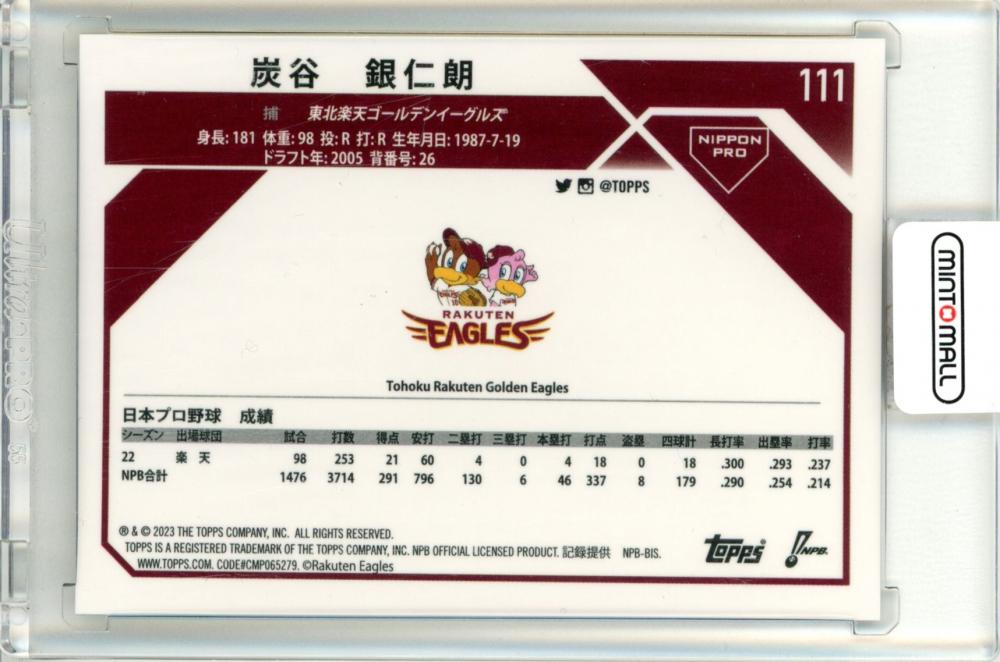 炭谷 銀仁朗
111
捕 東北楽天ゴールデンイーグルス
身長: 181 体重: 98 投: R 打: R 生年月日: 1987-7-19
ドラフト年: 2005 背番号: 26
NIPPON
PRO
@TOPPS
RAKUTEN
EAGLES
Tohoku Rakuten Golden Eagles
日本プロ野球 成績
シーズン 出場球団 試合 打数 得点 安打 二塁打 三塁打 本塁打 打点 盗塁 四球計 長打率 出塁率 打率
22 楽天 98 253 21 60 4 0 4 18 0 18 .300 .293 .237
NPB合計 1476 3714 291 796 130 6 46 337 8 179 .290 .254 .214
® & © 2023 THE TOPPS COMPANY, INC. ALL RIGHTS RESERVED.
TOPPS IS A REGISTERED TRADEMARK OF THE TOPPS COMPANY, INC. NPB OFFICIAL LICENSED PRODUCT. 記録提供 NPB-BIS.
WWW.TOPPS.COM. CODE#CMP065279. ©Rakuten Eagles
Topps
NPB
MINT MALL
Ultra PRO